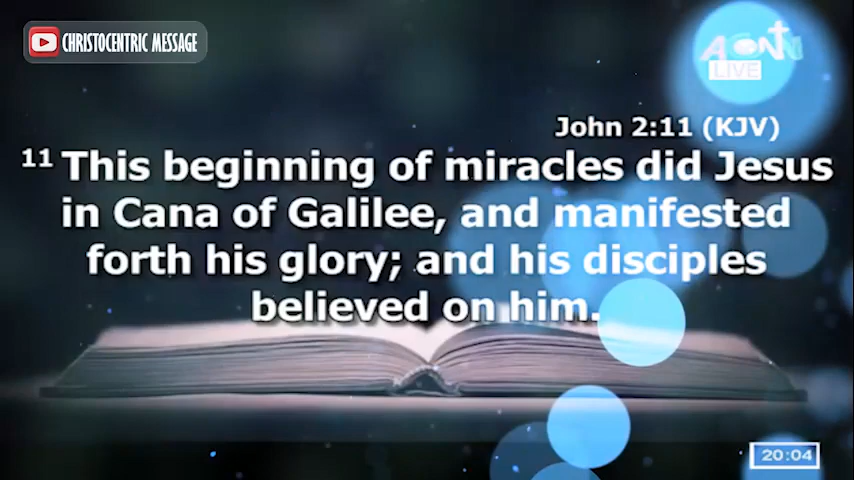 CHRISTOCENTRIC MESSAGE
LIVE
John 2:11 (KJV)
11 This beginning of miracles did Jesus
in Cana of Galilee, and manifested
forth his glory; and his disciples
believed on him.
20:04